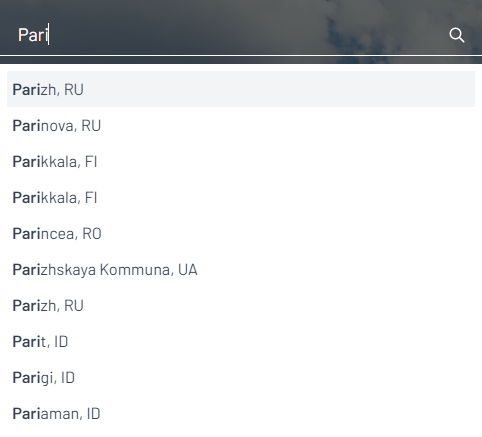 Pari
Parizh, RU
Parinova, RU
Parikkala, FI
Parikkala, FI
Parincea, RO
Parizhskaya Kommuna, UA
Parizh, RU
Parit, ID
Parigi, ID
Pariaman, ID